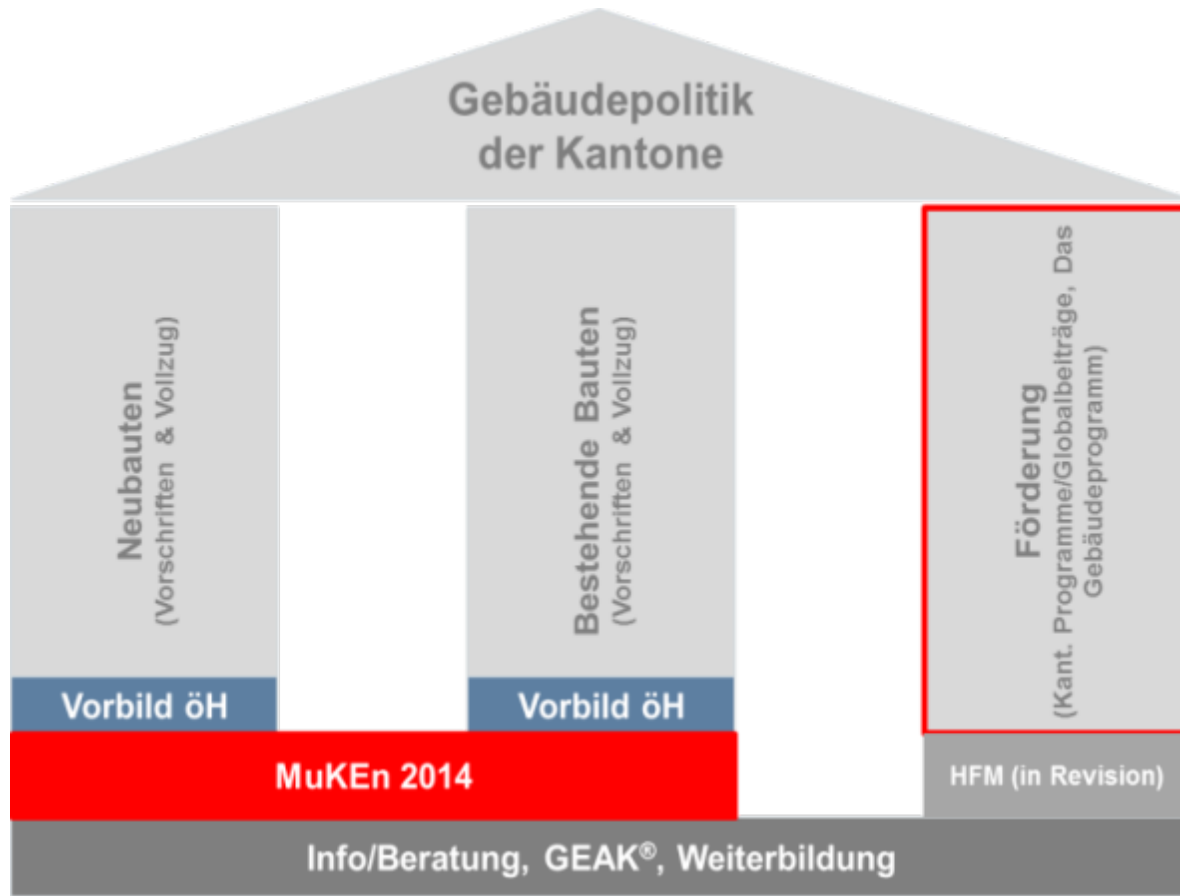 Gebäudepolitik
der Kantone
Neubauten
(Vorschriften & Vollzug)
Bestehende Bauten
(Vorschriften & Vollzug)
Förderung
(Kant. Programme/Globalbeiträge, Das
Gebäudeprogramm)
Vorbild öH
Vorbild öH
MuKEn 2014
HFM (in Revision)
Info/Beratung, GEAK®, Weiterbildung